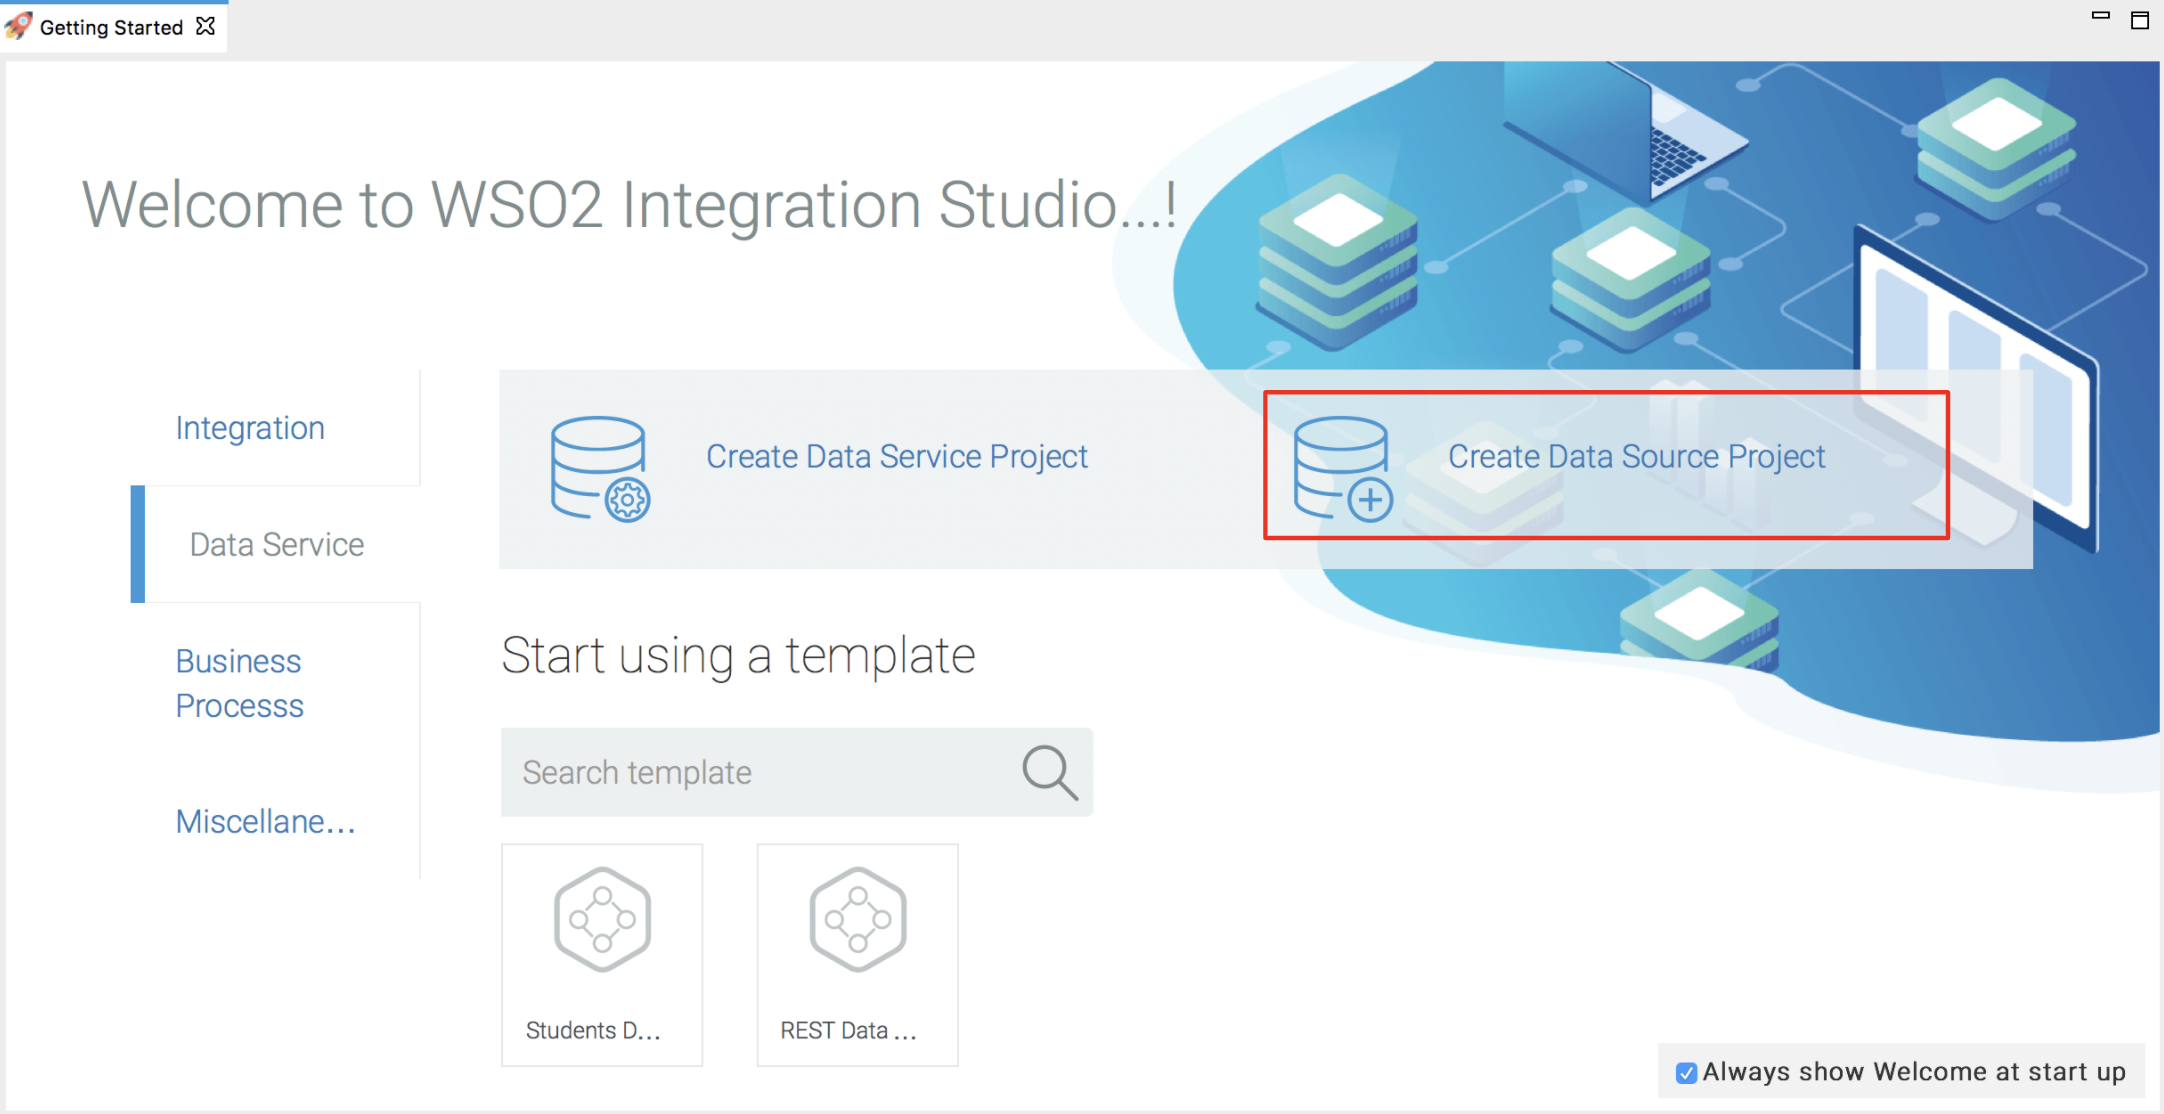 Getting Started
Welcome to WSO2 Integration Studio...!
Integration
Data Service
Business
Processs
Miscellane...
Create Data Service Project
Create Data Source Project
Start using a template
Search template
Students D...
REST Data ...
Always show Welcome at start up